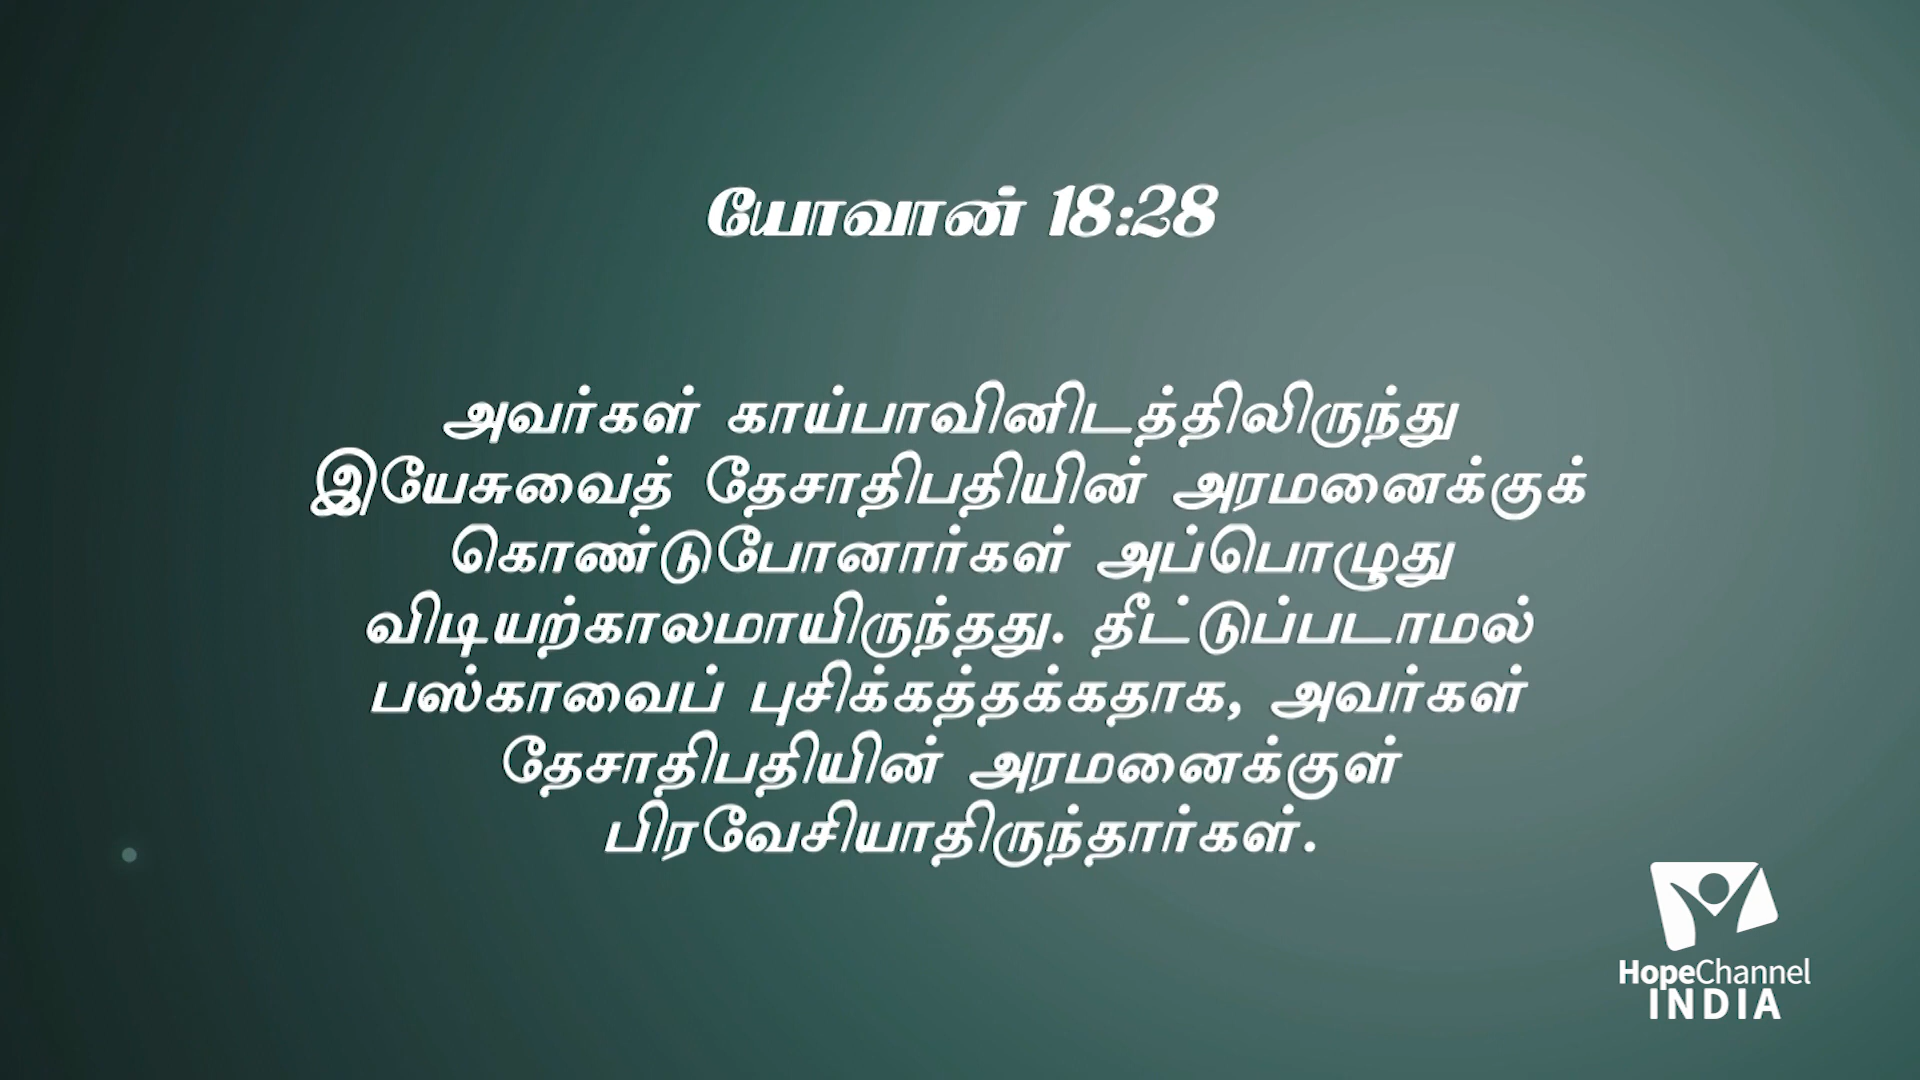 யோவான் 18:28
அவர்கள் காய்பாவினிடத்திலிருந்து
இயேசுவைத் தேசாதிபதியின் அரமனைக்குக்
கொண்டுபோனார்கள் அப்பொழுது
விடியற்காலமாயிருந்தது. தீட்டுப்படாமல்
பஸ்காவைப் புசிக்கத்தக்கதாக, அவர்கள்
தேசாதிபதியின் அரமனைக்குள்
பிரவேசியாதிருந்தார்கள்.
HopeChannel
INDIA